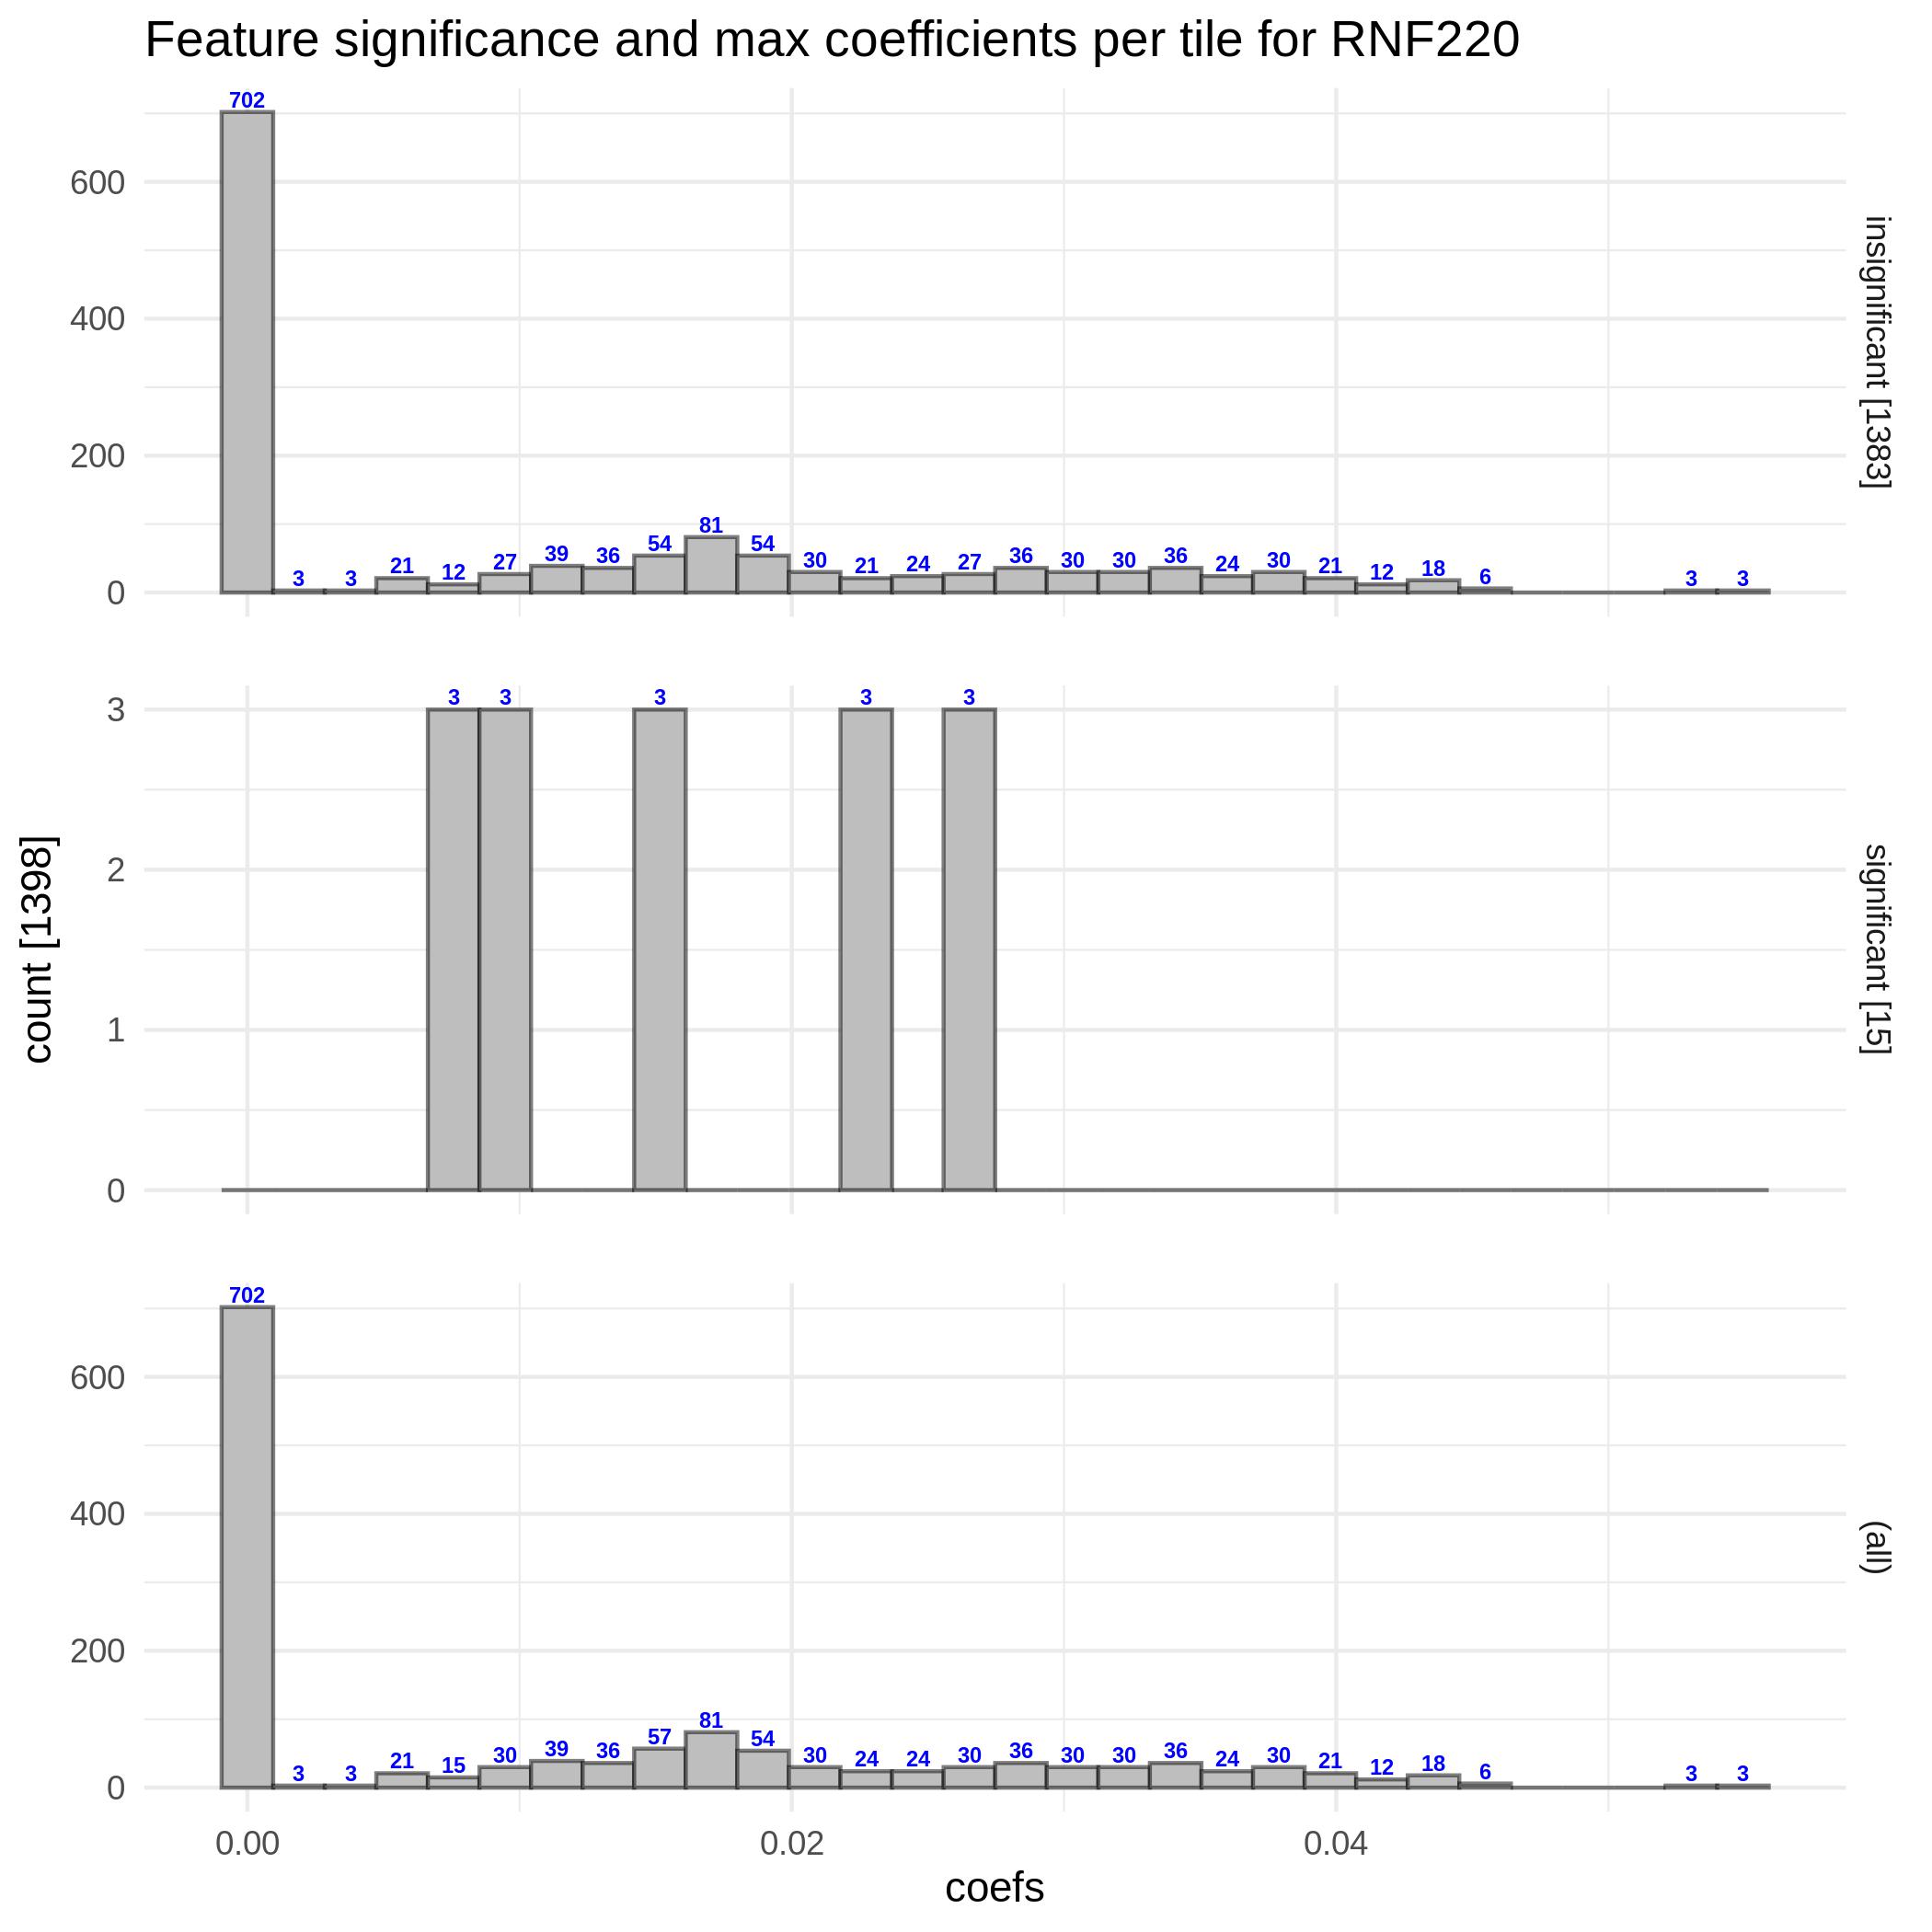 Feature significance and max coefficients per tile for RNF220
702 3 3 21 12 27 39 36 54 81 54 30 21 24 27 36 30 30 36 24 30 21 12 18 6 3 3
600
400
200
0
insignificant [1383]
3 3 3 3 3
3
2
1
0
significant [15]
count [1398]
702 3 3 21 15 30 39 36 57 81 54 30 24 24 30 36 30 30 36 24 30 21 12 18 6 3 3
600
400
200
0
(all)
0.00 0.02 0.04
coefs